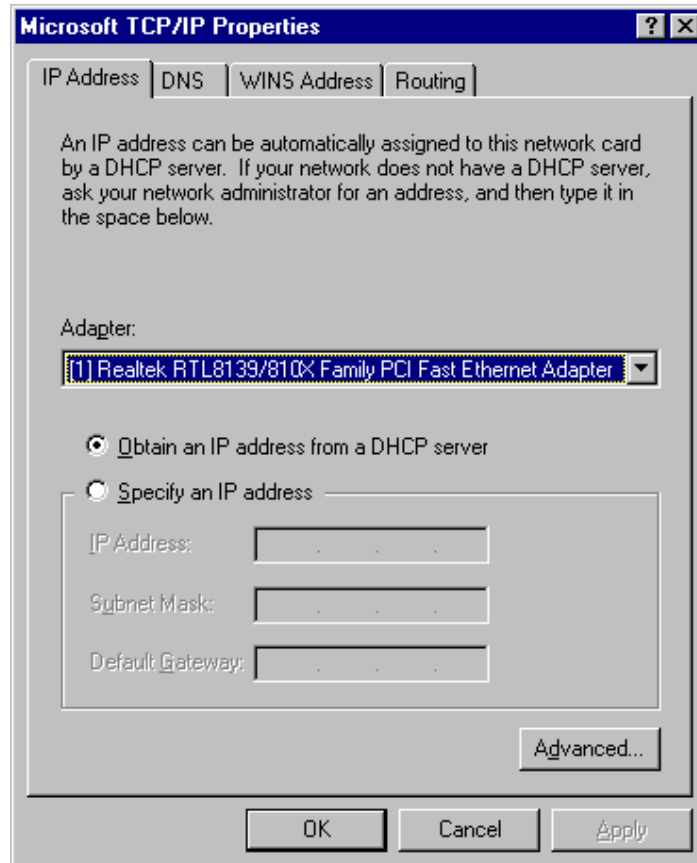 Microsoft TCP/IP Properties
IP Address DNS WINS Address Routing
An IP address can be automatically assigned to this network card
by a DHCP server. If your network does not have a DHCP server,
ask your network administrator for an address, and then type it in
the space below.
Adapter:
[1] Realtek RTL8139/810X Family PCI Fast Ethernet Adapter
Obtain an IP address from a DHCP server
Specify an IP address
IP Address: . . .
Subnet Mask: . . .
Default Gateway: . . .
Advanced...
OK Cancel Apply